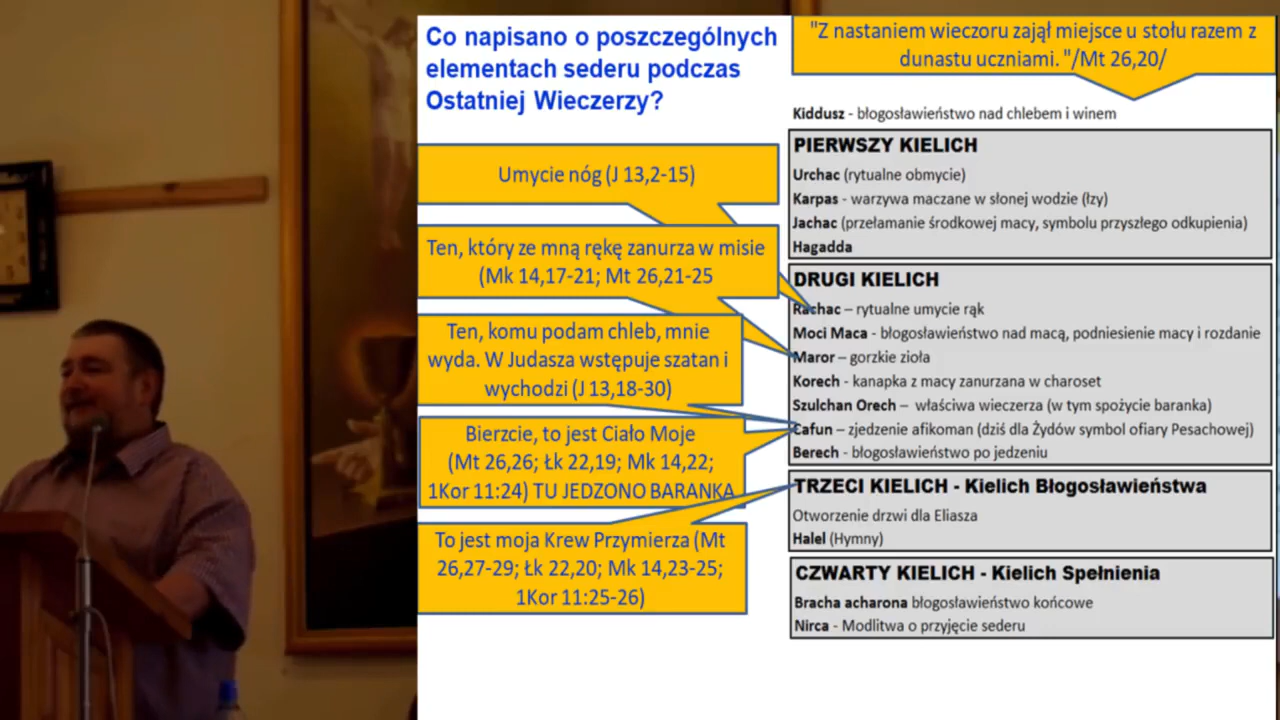 Co napisano o poszczególnych
elementach sederu podczas
Ostatniej Wieczerzy?
"Z nastaniem wieczoru zajął miejsce u stołu razem z
dunastu uczniami. "/Mt 26,20/
Umycie nóg (J 13,2-15)
Ten, który ze mną rękę zanurza w misie
(Mk 14,17-21; Mt 26,21-25
Ten, komu podam chleb, mnie
wyda. W Judasza wstępuje szatan i
wychodzi (J 13,18-30)
Bierzcie, to jest Ciało Moje
(Mt 26,26; Łk 22,19; Mk 14,22;
1Kor 11:24) TU JEDZONO BARANKA
To jest moja Krew Przymierza (Mt
26,27-29; Łk 22,20; Mk 14,23-25;
1Kor 11:25-26)
Kiddusz - błogosławieństwo nad chlebem i winem
PIERWSZY KIELICH
Urchac (rytualne obmycie)
Karpas - warzywa maczane w słonej wodzie (łzy)
Jachac (przełamanie środkowej macy, symbolu przyszłego odkupienia)
Hagadda
DRUGI KIELICH
Rachac – rytualne umycie rąk
Moci Maca - błogosławieństwo nad macą, podniesienie macy i rozdanie
Maror – gorzkie zioła
Korech - kanapka z macy zanurzana w charoset
Szulchan Orech – właściwa wieczerza (w tym spożycie baranka)
Cafun – zjedzenie afikoman (dziś dla Żydów symbol ofiary Pesachowej)
Berech - błogosławieństwo po jedzeniu
TRZECI KIELICH - Kielich Błogosławieństwa
Otworzenie drzwi dla Eliasza
Halel (Hymny)
CZWARTY KIELICH - Kielich Spełnienia
Bracha acharona błogosławieństwo końcowe
Nirca - Modlitwa o przyjęcie sederu